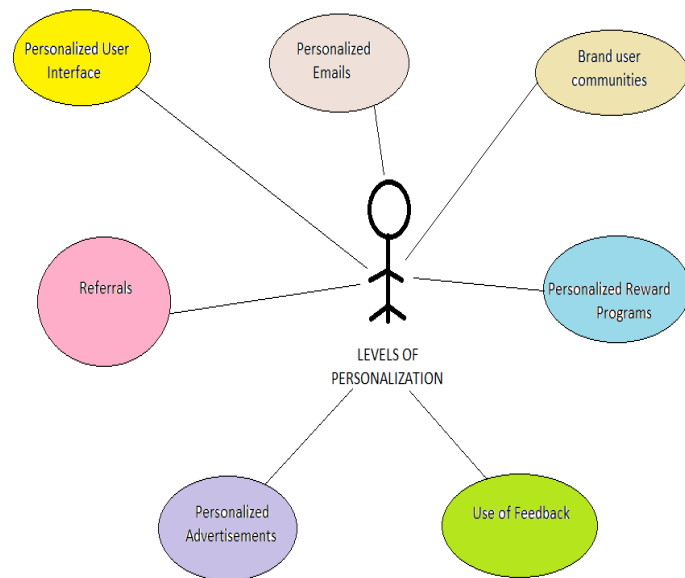 Personalized User
Interface
Personalized
Emails
Brand user
communities
Referrals
Personalized Reward
Programs
LEVELS OF
PERSONALIZATION
Personalized
Advertisements
Use of Feedback